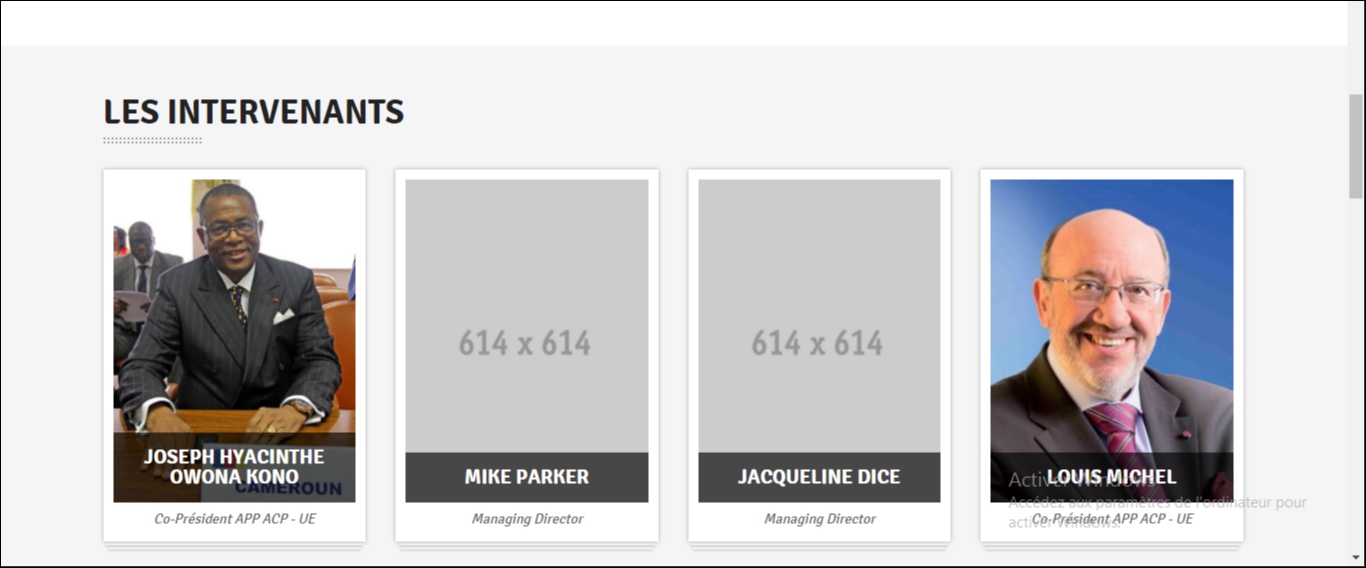 LES INTERVENANTS
614 x 614
614 x 614
JOSEPH HYACINTHE
OWONA KONO
CAMEROUN
MIKE PARKER
JACQUELINE DICE
LOUIS MICHEL
Co-Président APP ACP - UE
Managing Director
Managing Director
Co-Président APP ACP - UE
Activer Windows
Accédez aux paramètres de l'ordinateur pour
activer Windows.